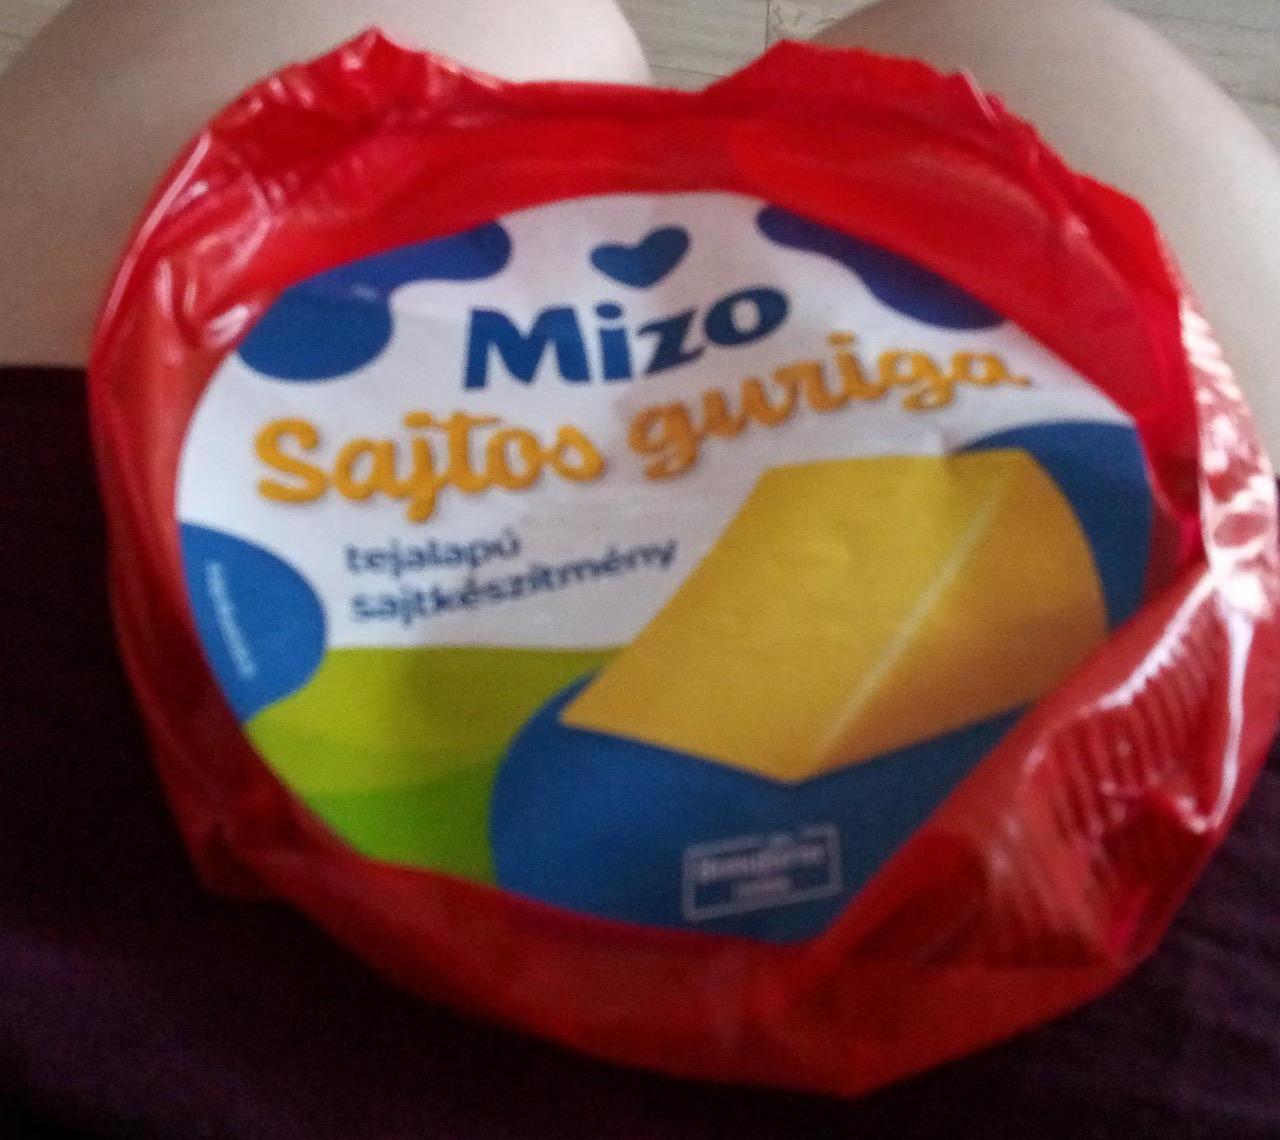 Mizo
Sajtos guriga
tejalapú
sajtkészítmény